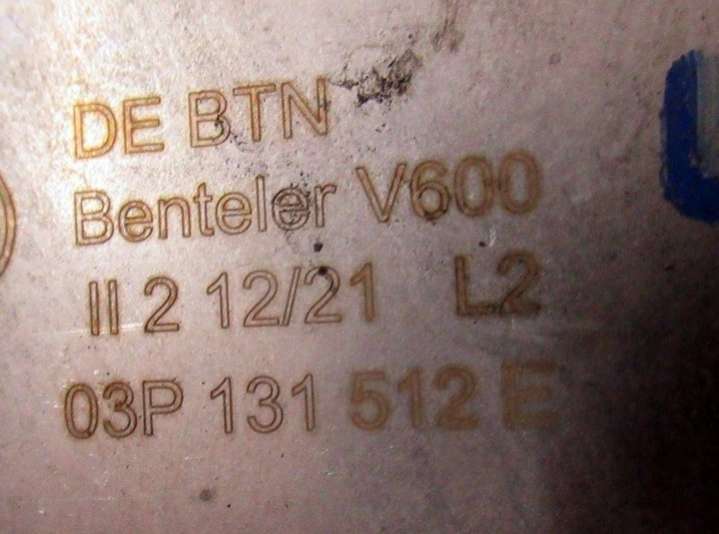 DE BTN
Benteler V600
II 2 12/21 L2
03P 131 512 E